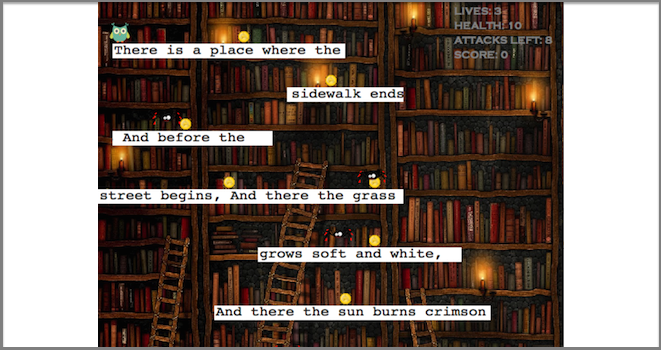 LIVES: 3
HEALTH: 10
ATTACKS LEFT: 8
SCORE: 0
There is a place where the
sidewalk ends
And before the
street begins, And there the grass
grows soft and white,
And there the sun burns crimson